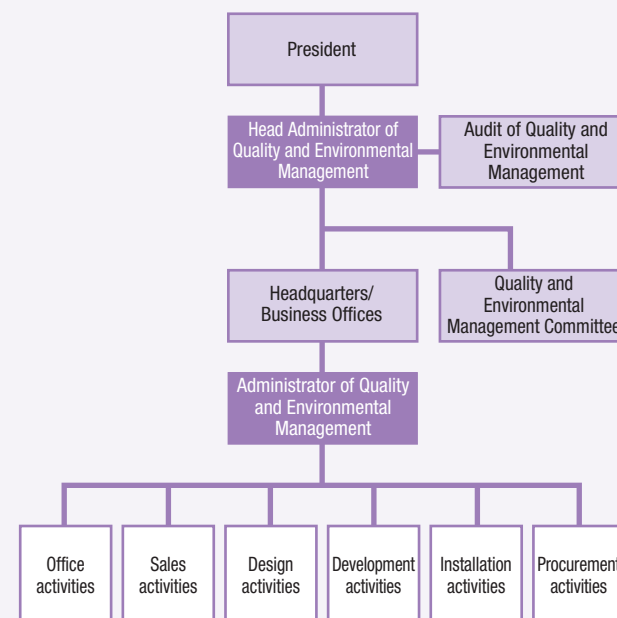 President
Head Administrator of
Quality and Environmental
Management
Audit of Quality and
Environmental
Management
Headquarters/
Business Offices
Quality and
Environmental
Management Committee
Administrator of Quality
and Environmental
Management
Office
activities
Sales
activities
Design
activities
Development
activities
Installation
activities
Procurement
activities